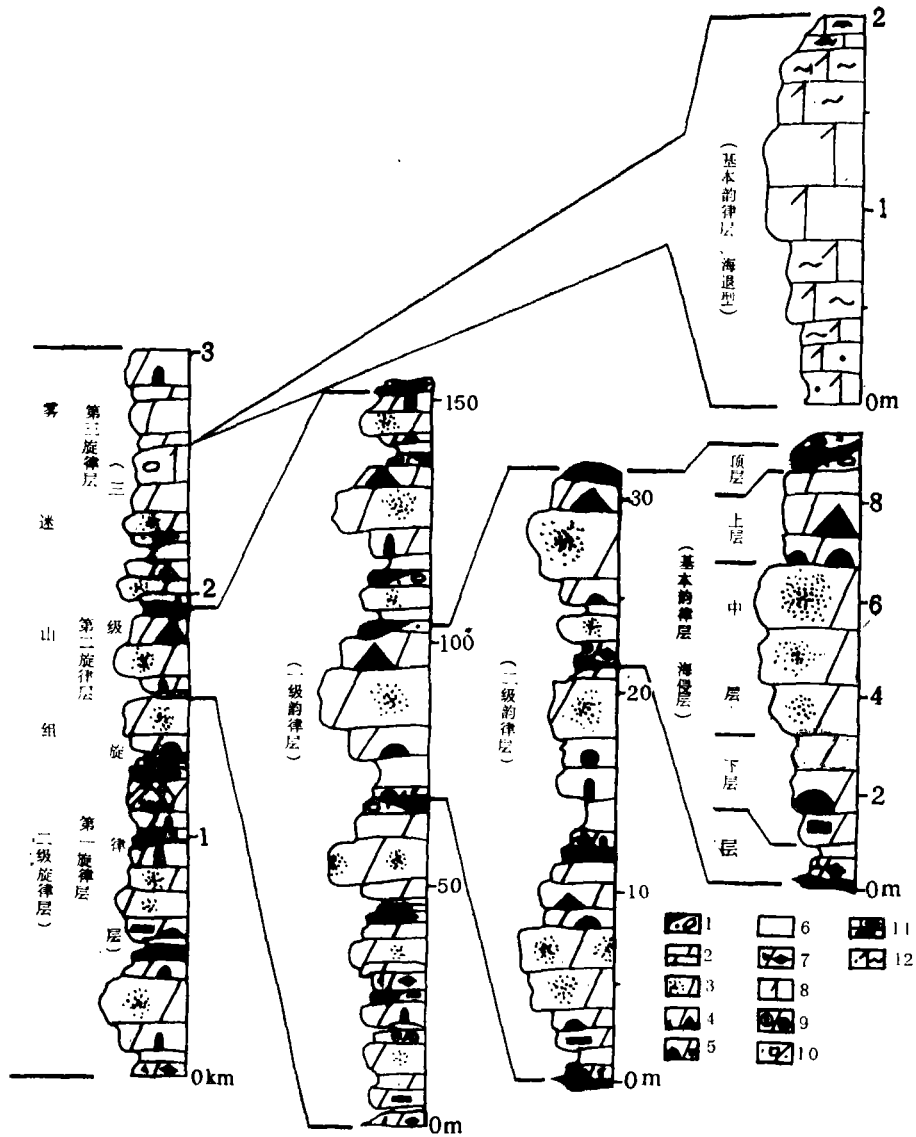 2
1
0m
(基本韵律层 海退型)
3
2
1
0km
雾迷山组
二级旋律层)
第三旋律层
第二旋律层
第一旋律层
(三级旋律层)
150
100
50
0m
(一级韵律层)
30
20
10
0m
(二级韵律层)
8
6
4
2
0m
顶层
上层
中层
下层
层
(基本韵律层 海侵层)
1
2
3
4
5
6
7
8
9
10
11
12